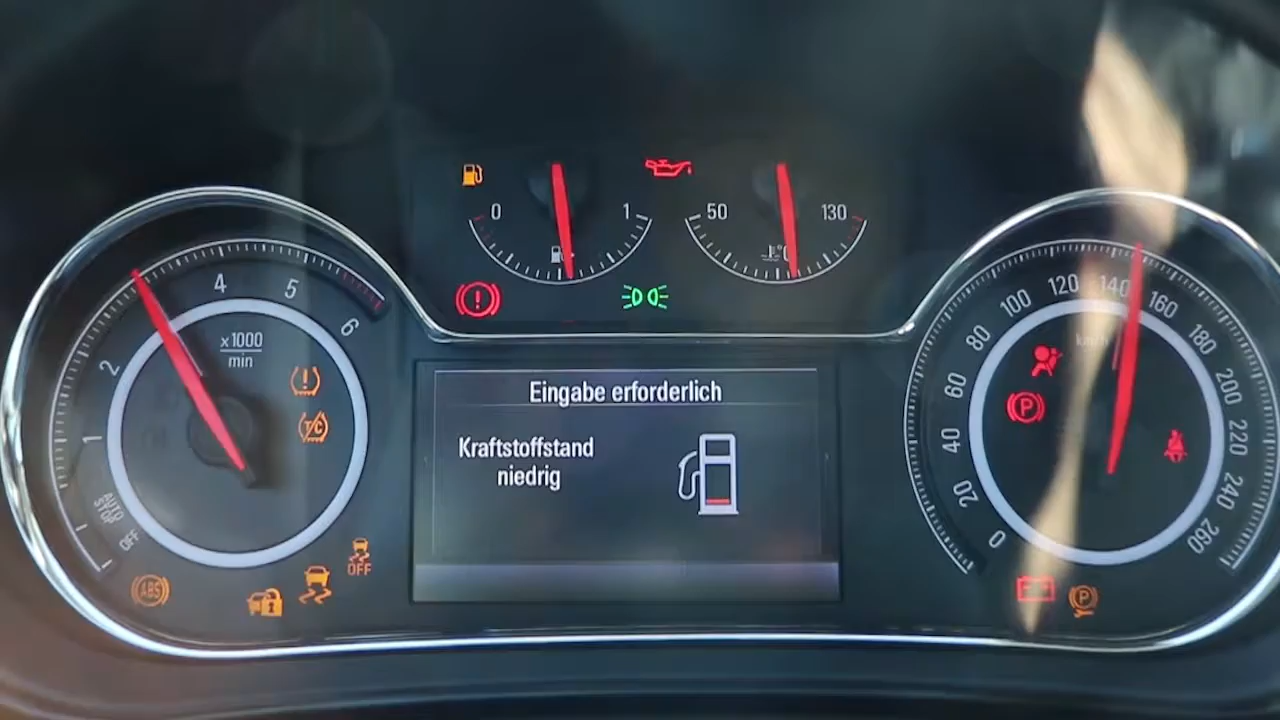 0
1
50
130
4
5
6
x1000
min
2
1
AUTO
STOP
OFF
T/C
Eingabe erforderlich
Kraftstoffstand
niedrig
0
20
40
60
80
100
120
140
160
180
200
220
240
260
km/h
P
ABS
OFF
P